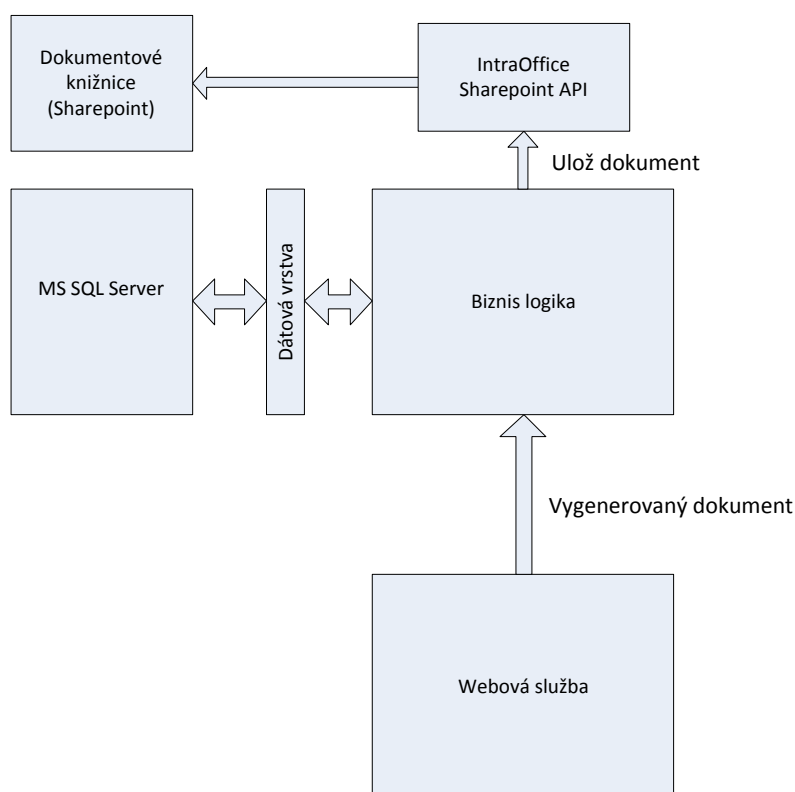 Dokumentové
knižnice
(Sharepoint)
IntraOffice
Sharepoint API
Ulož dokument
MS SQL Server
Dátová vrstva
Biznis logika
Vygenerovaný dokument
Webová služba